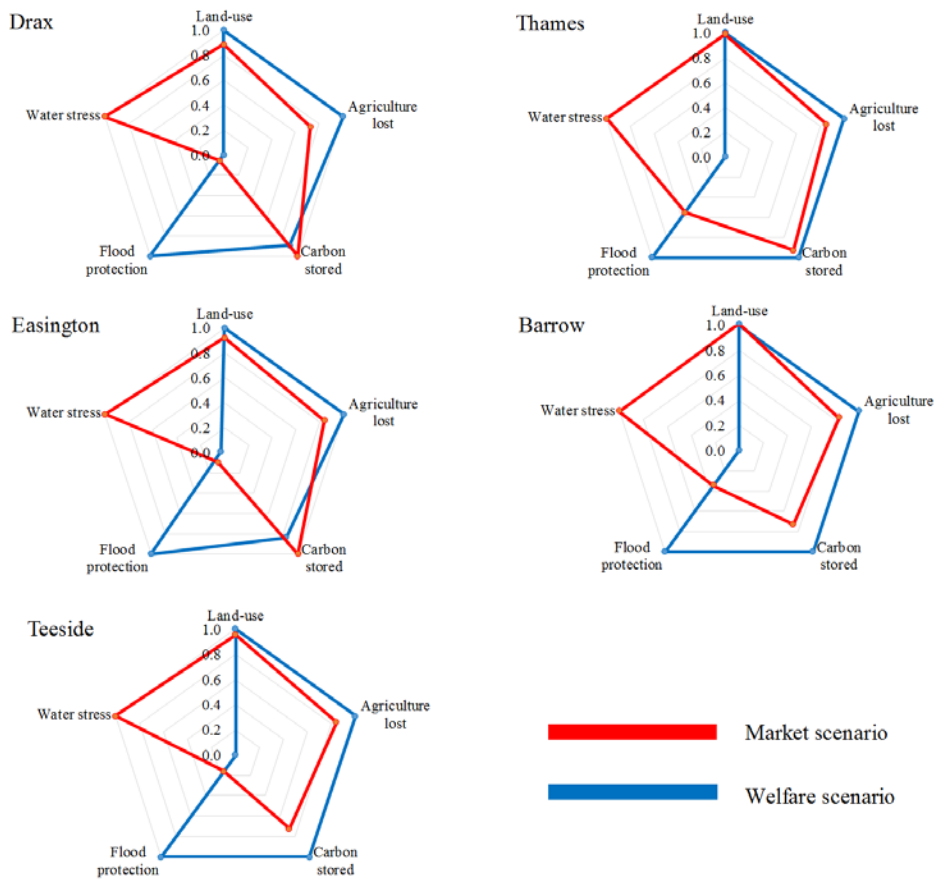 Drax
Land-use
1.0
0.8
0.6
0.4
0.2
0.0
Agriculture
lost
Carbon
stored
Flood
protection
Water stress
Thames
Land-use
1.0
0.8
0.6
0.4
0.2
0.0
Agriculture
lost
Carbon
stored
Flood
protection
Water stress
Easington
Land-use
1.0
0.8
0.6
0.4
0.2
0.0
Agriculture
lost
Carbon
stored
Flood
protection
Water stress
Barrow
Land-use
1.0
0.8
0.6
0.4
0.2
0.0
Agriculture
lost
Carbon
stored
Flood
protection
Water stress
Teeside
Land-use
1.0
0.8
0.6
0.4
0.2
0.0
Agriculture
lost
Carbon
stored
Flood
protection
Water stress
Market scenario
Welfare scenario